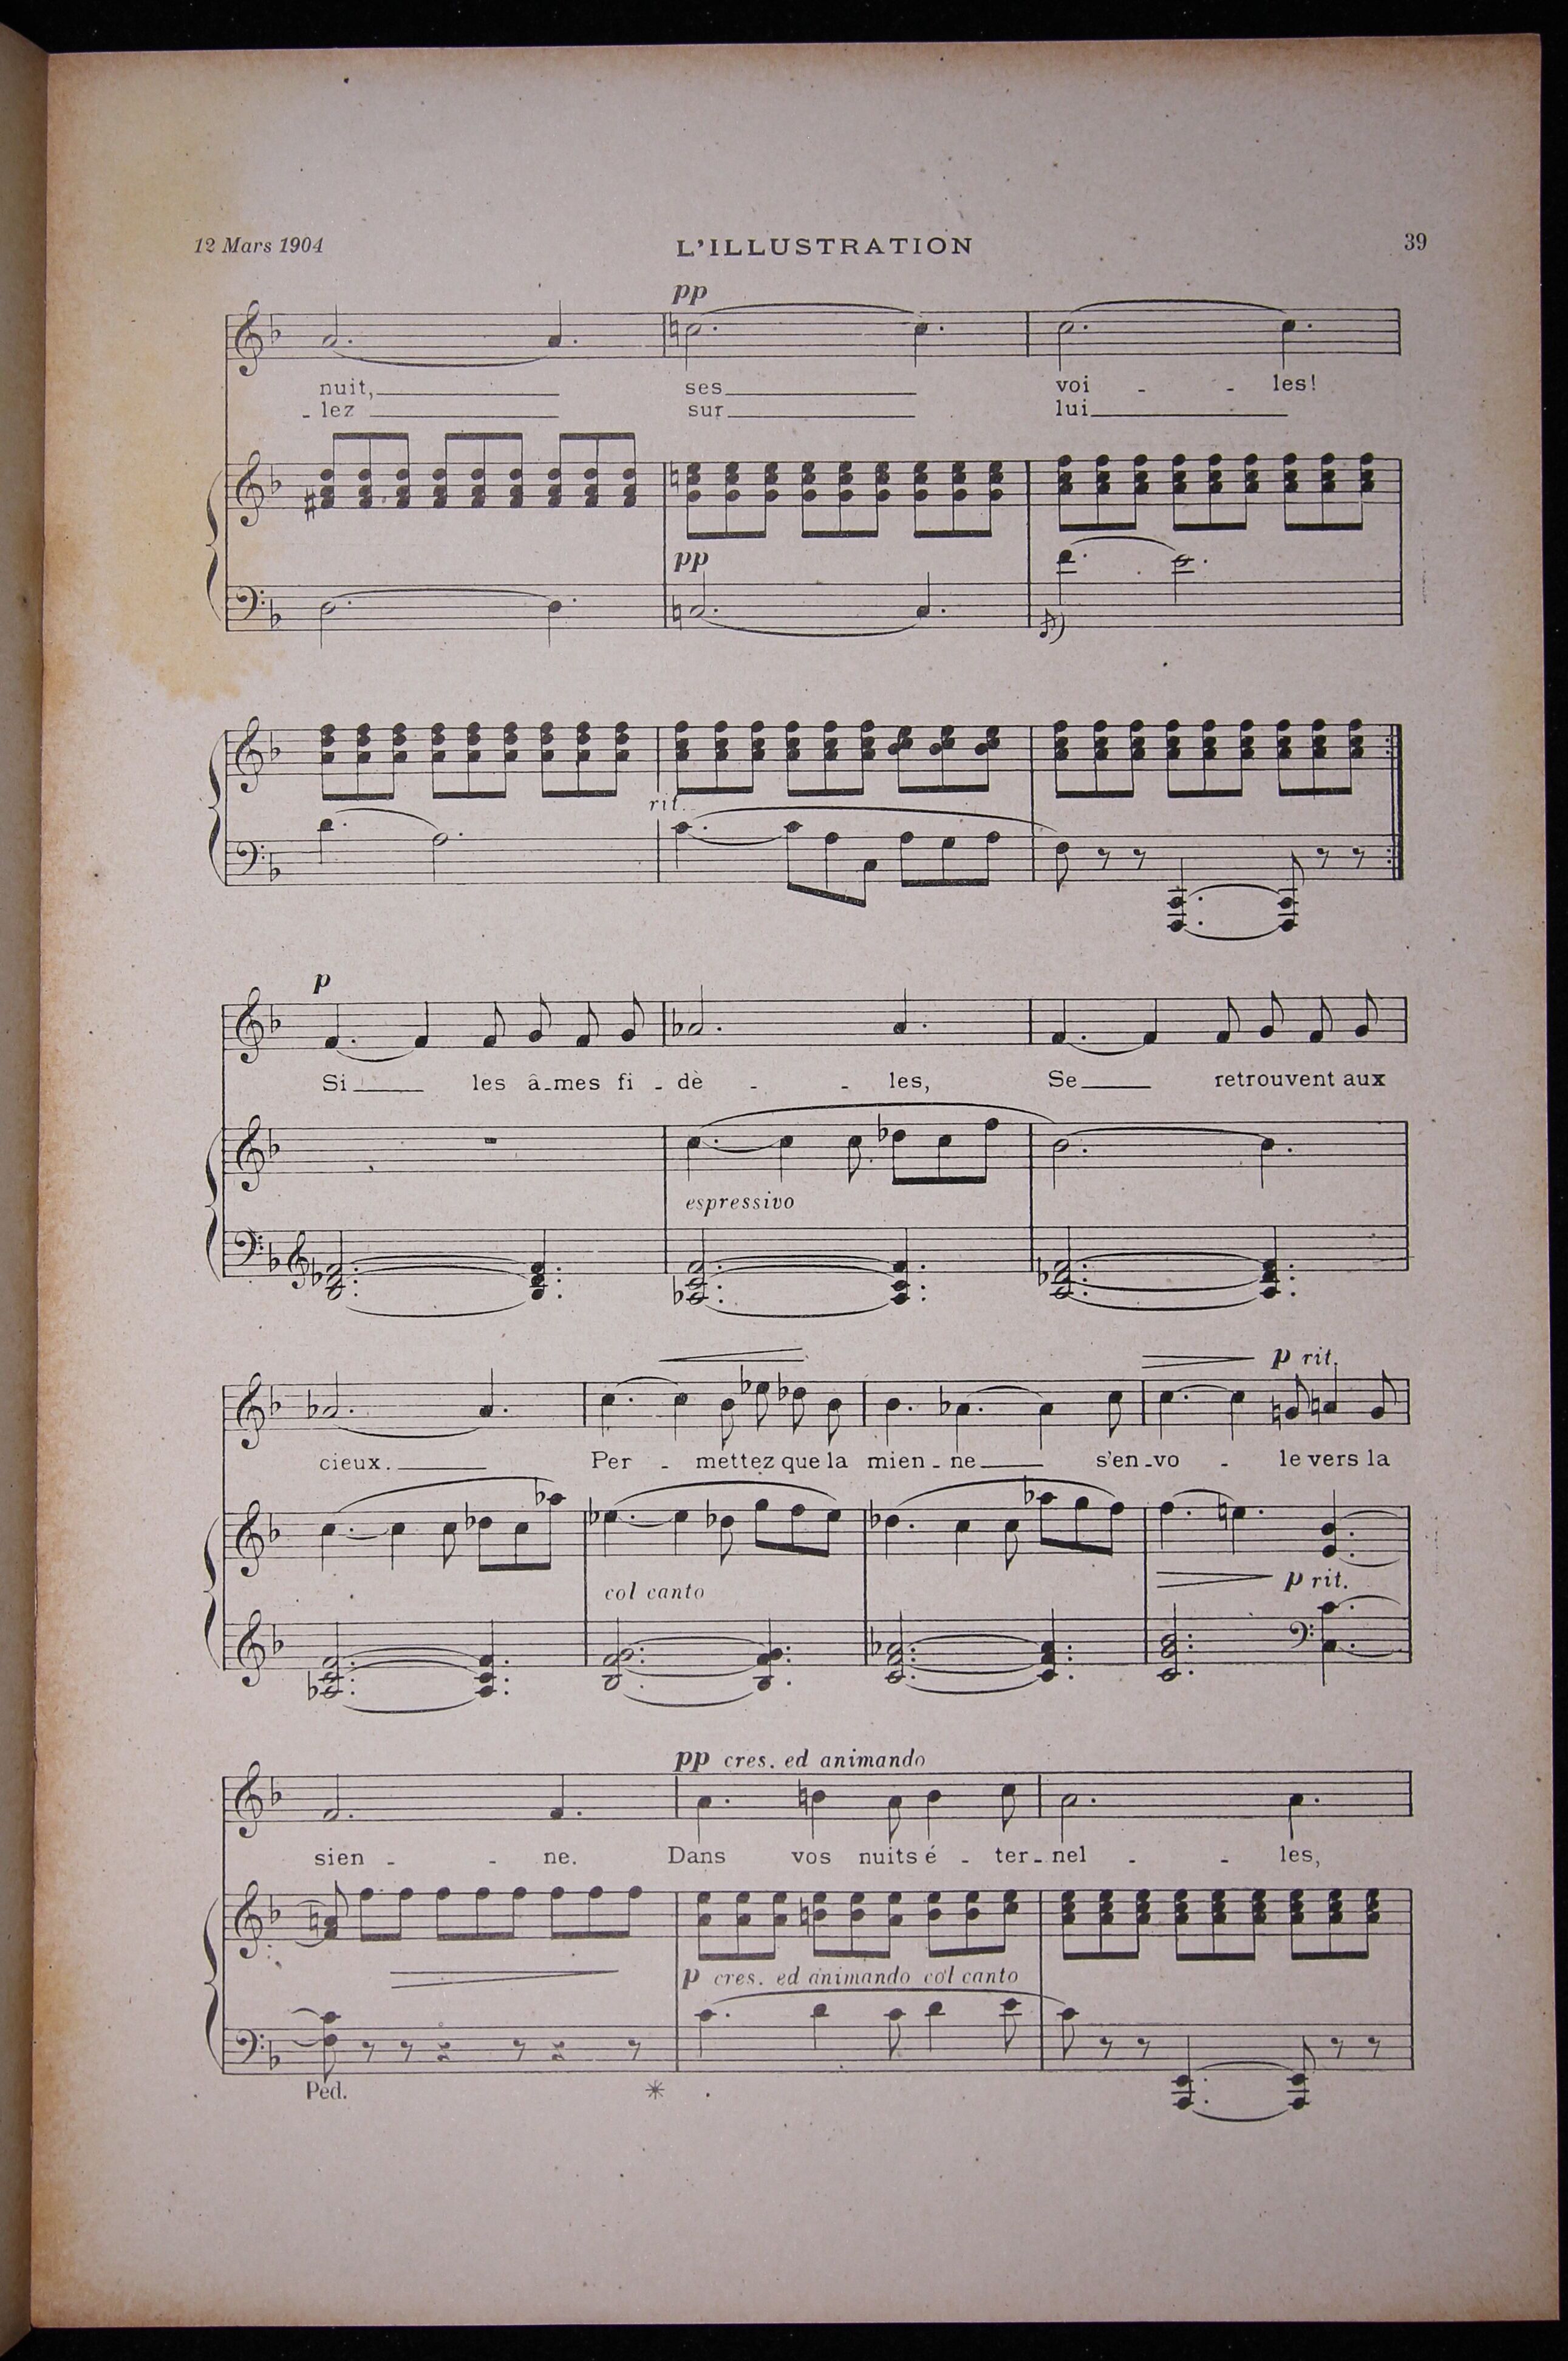 12 Mars 1904 L'ILLUSTRATION 39
pp
nuit, ses voi - - les!
- lez sur lui
pp
rit.
p
Si les â-mes fi - dè - - les, Se retrouvent aux
espressivo
p rit.
cieux. Per - mettez que la mien - ne s'en-vo - le vers la
col canto
p rit.
pp cres. ed animando
sien - - ne. Dans vos nuits é - ter-nel - - les,
p cres. ed animando col canto
Ped.